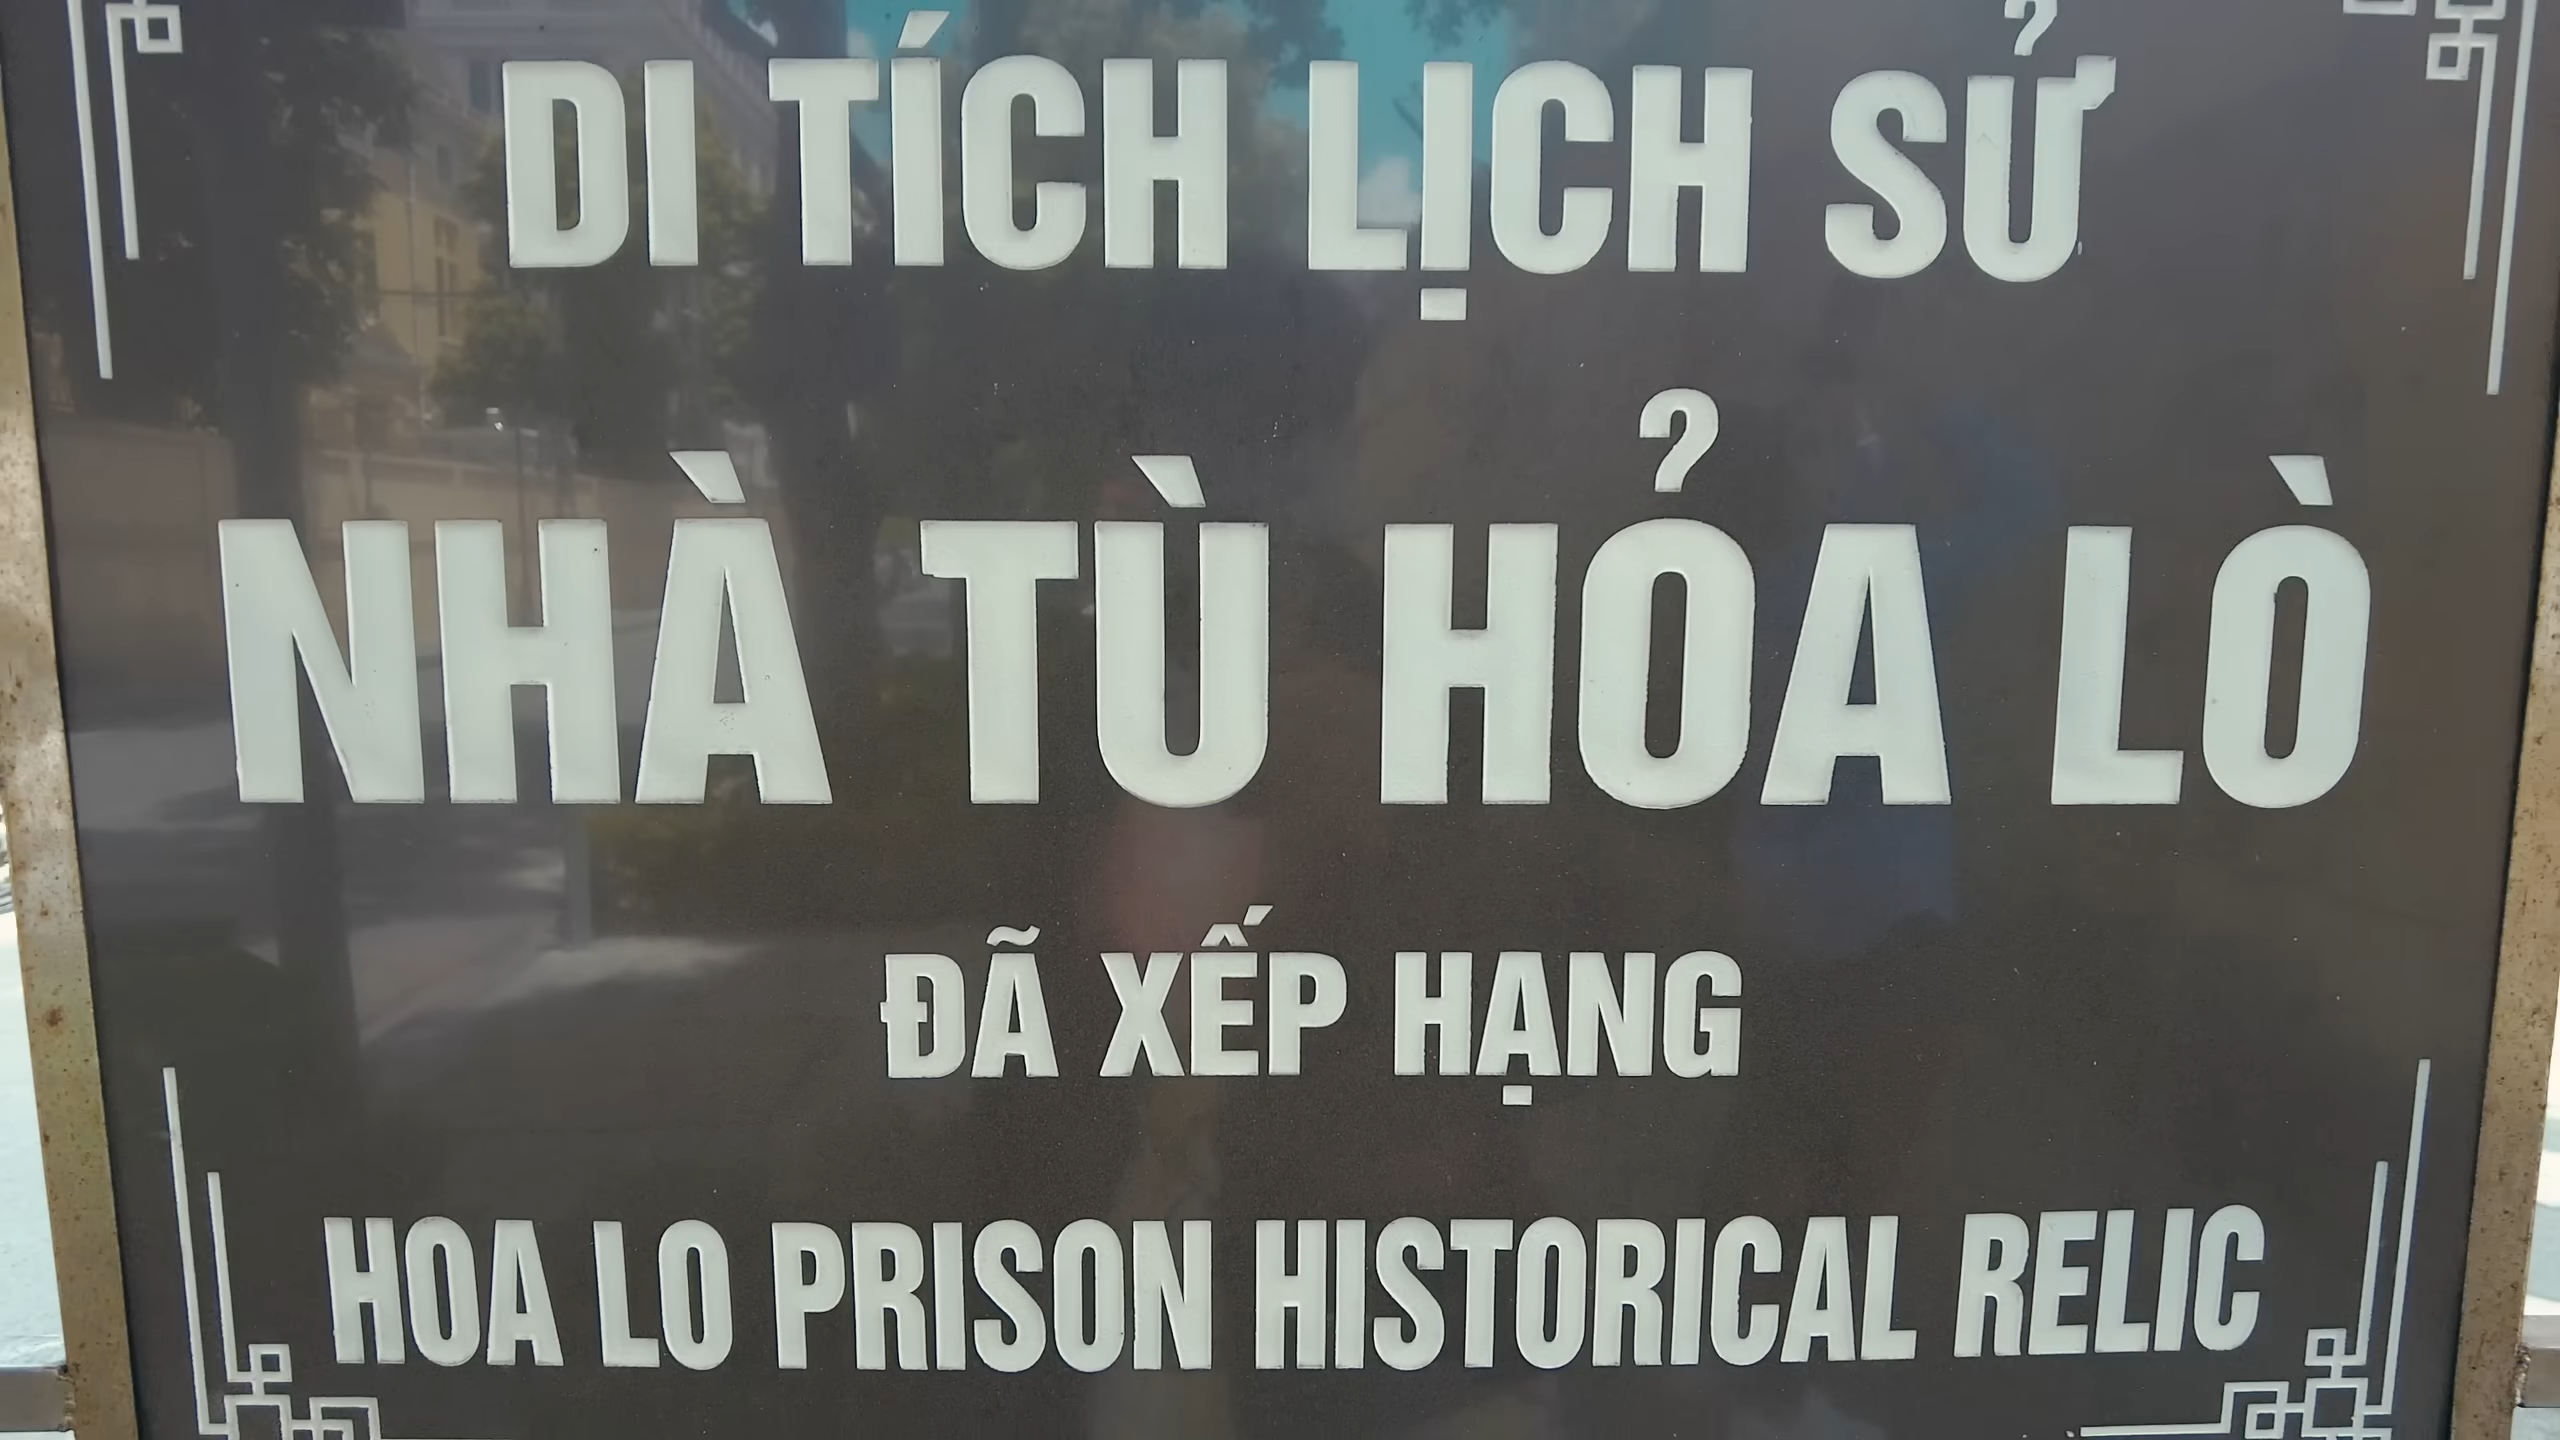 DI TÍCH LỊCH SỬ
NHÀ TÙ HỎA LÒ
ĐÃ XẾP HẠNG
HOA LO PRISON HISTORICAL RELIC